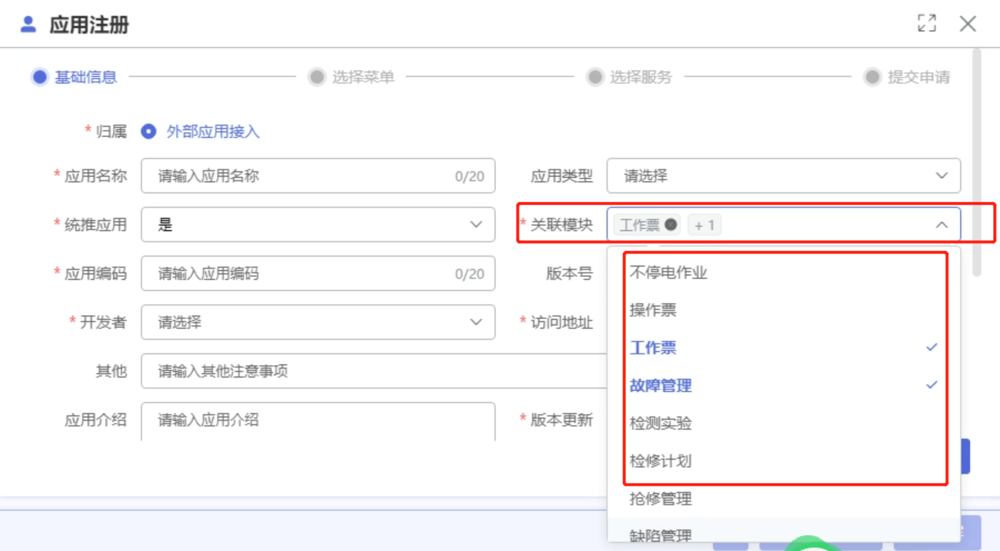 应用注册
基础信息 选择菜单 选择服务 提交申请
* 归属 外部应用接入
* 应用名称 请输入应用名称 0/20 应用类型 请选择
* 统推应用 是 * 关联模块 工作票 + 1
* 应用编码 请输入应用编码 0/20 版本号
* 开发者 请选择 * 访问地址
其他 请输入其他注意事项
应用介绍 请输入应用介绍 * 版本更新
不停电作业
操作票
工作票
故障管理
检测实验
检修计划
抢修管理
缺陷管理